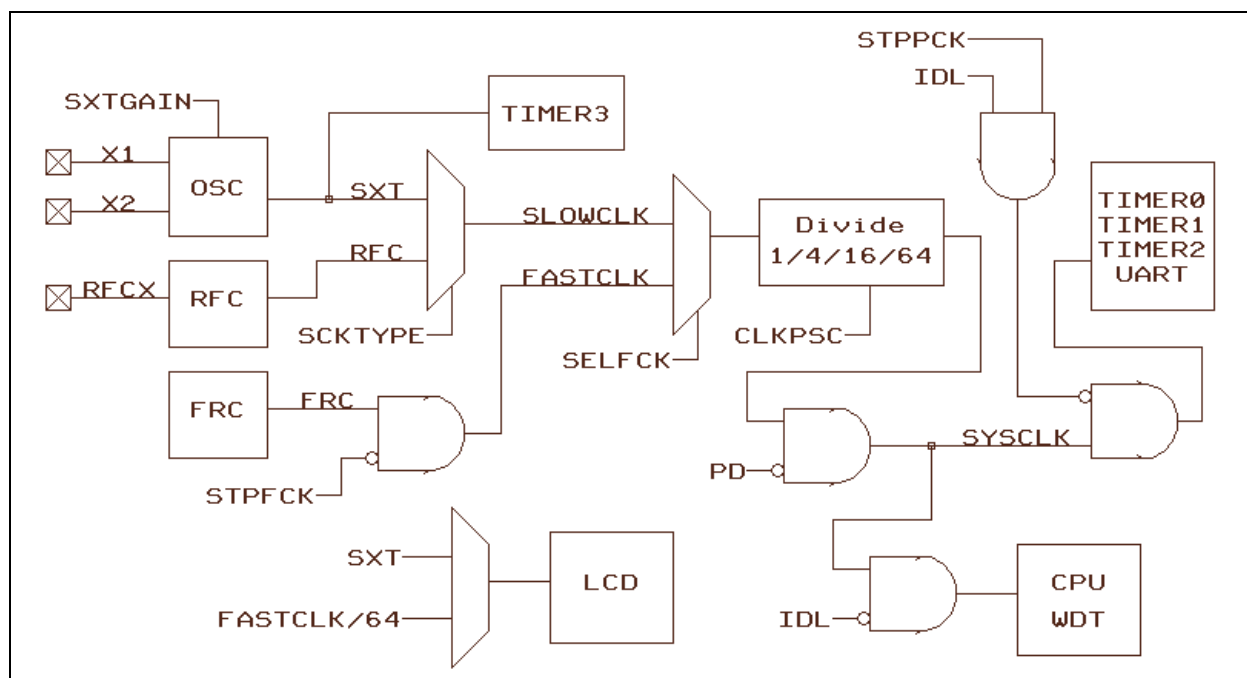 STPPCK
IDL
SXTGAIN
TIMER3
X1
OSC
X2
SXT
SLOWCLK
Divide
1/4/16/64
TIMER0
TIMER1
TIMER2
UART
RFC
FASTCLK
RFCX
RFC
SCKTYPE
CLKPSC
SELFCK
FRC
FRC
SYSCLK
PD
STPFCK
SXT
LCD
FASTCLK/64
IDL
CPU
WDT